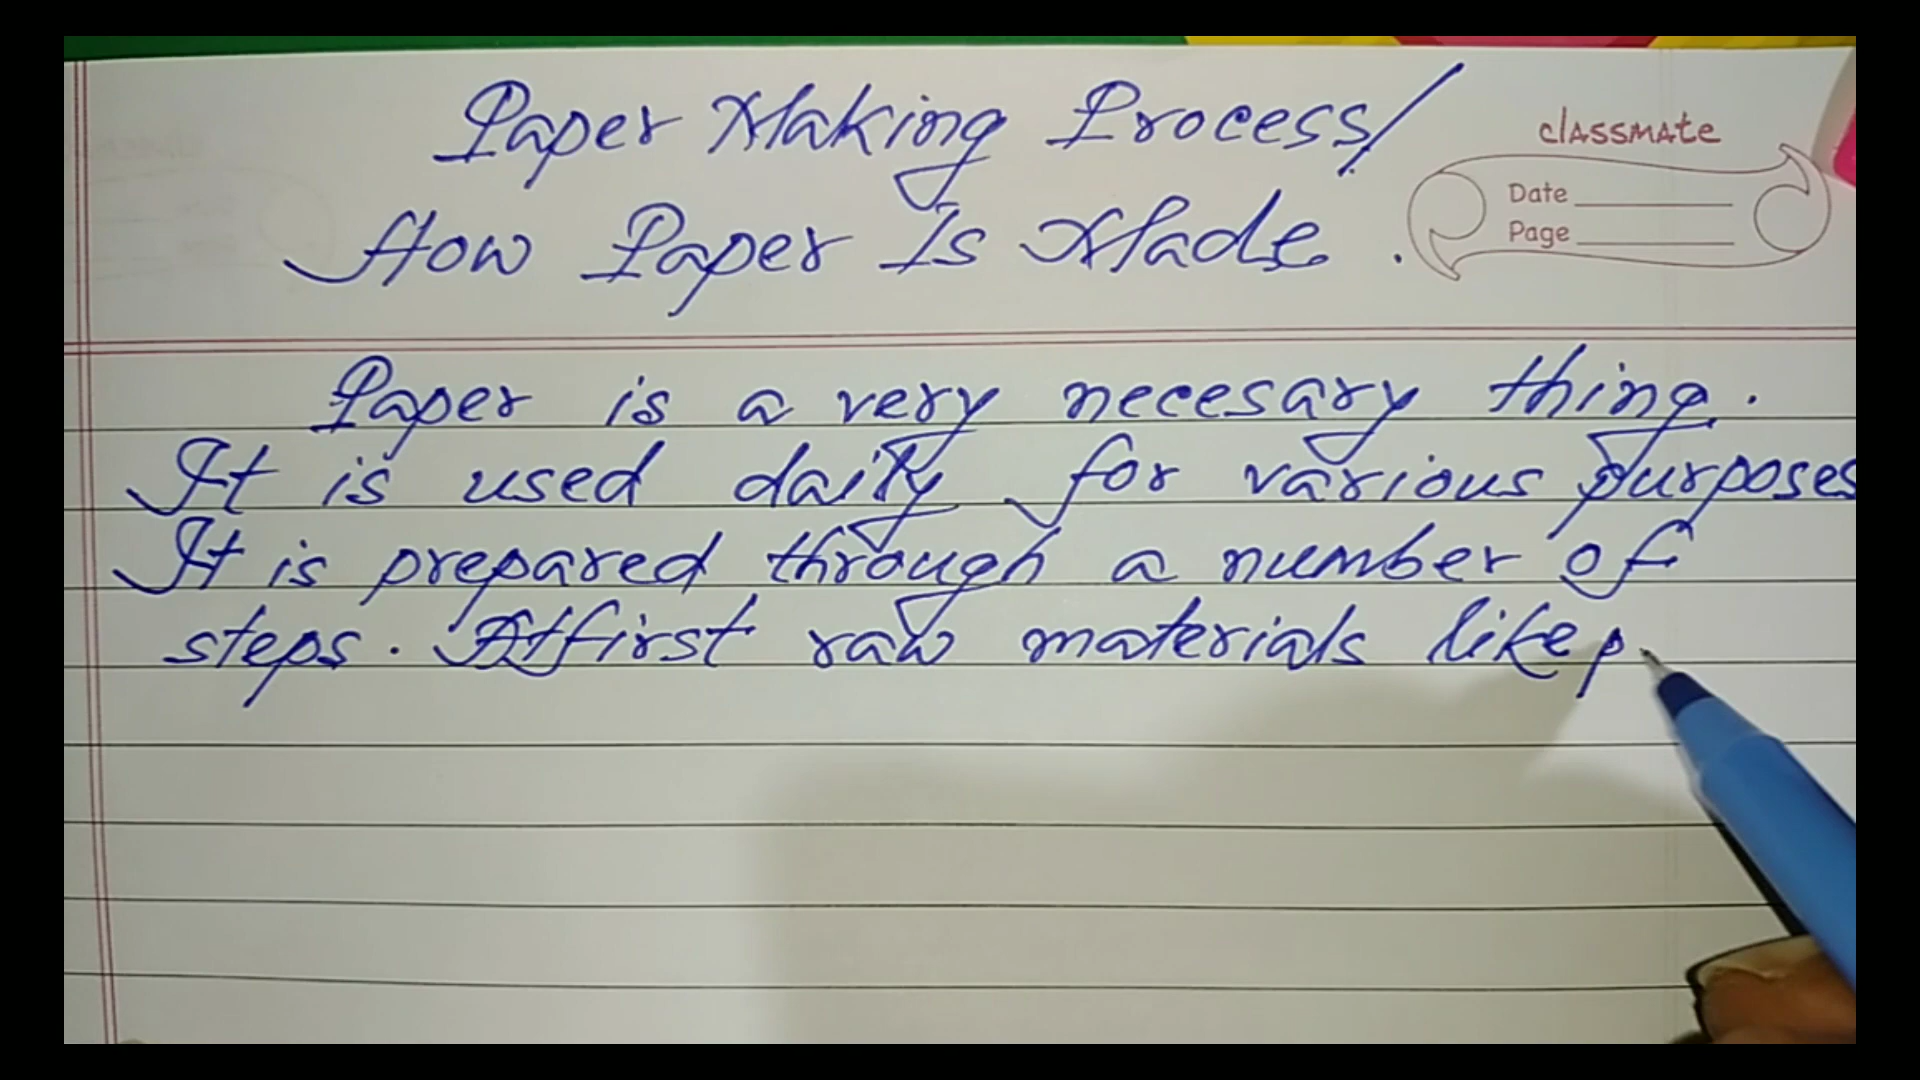 Paper Making Process/
How Paper Is Made.
classmate
Date
Page
Paper is a very necesary thing.
It is used daily for various purposes
It is prepared through a number of
steps. At first raw materials like p